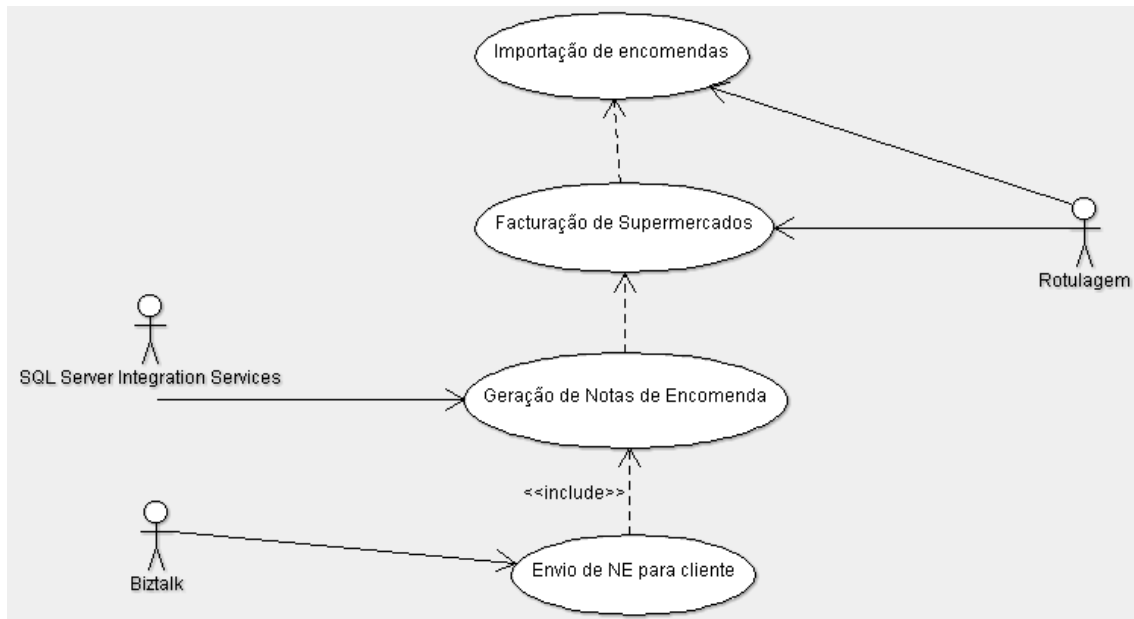 Importação de encomendas
Facturação de Supermercados
Rotulagem
SQL Server Integration Services
Geração de Notas de Encomenda
<<include>>
Biztalk
Envio de NE para cliente